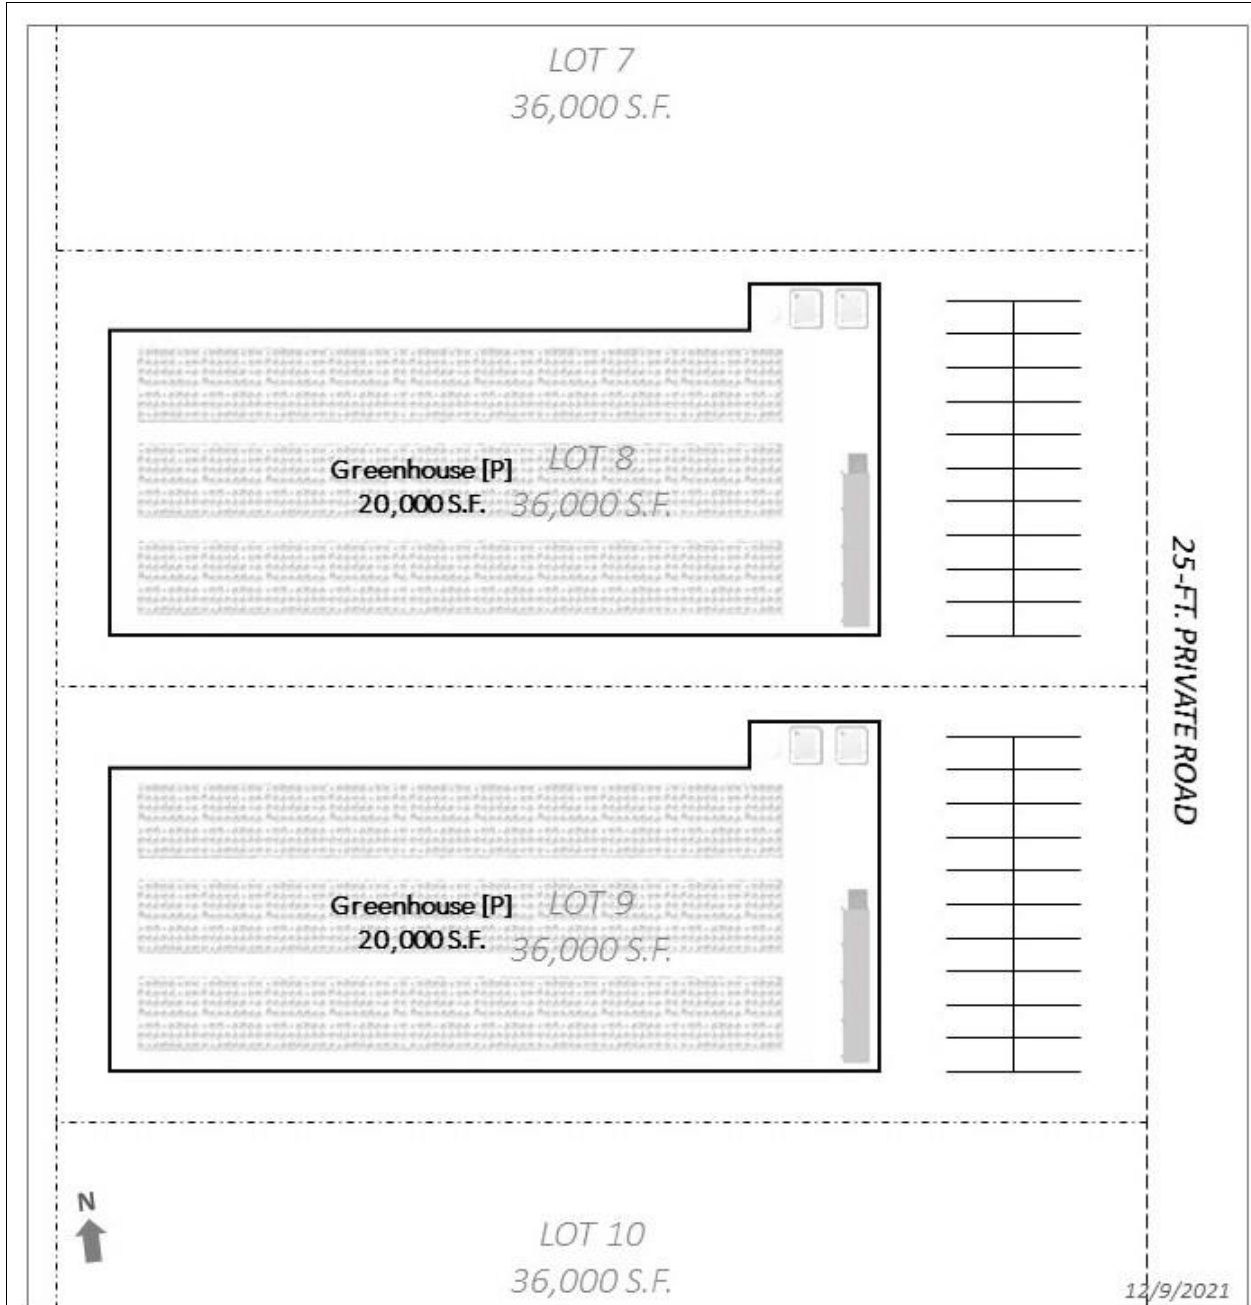 LOT 7
36,000 S.F.
Greenhouse [P]
20,000 S.F.
LOT 8
36,000 S.F.
25-FT. PRIVATE ROAD
Greenhouse [P]
20,000 S.F.
LOT 9
36,000 S.F.
N
LOT 10
36,000 S.F.
12/9/2021